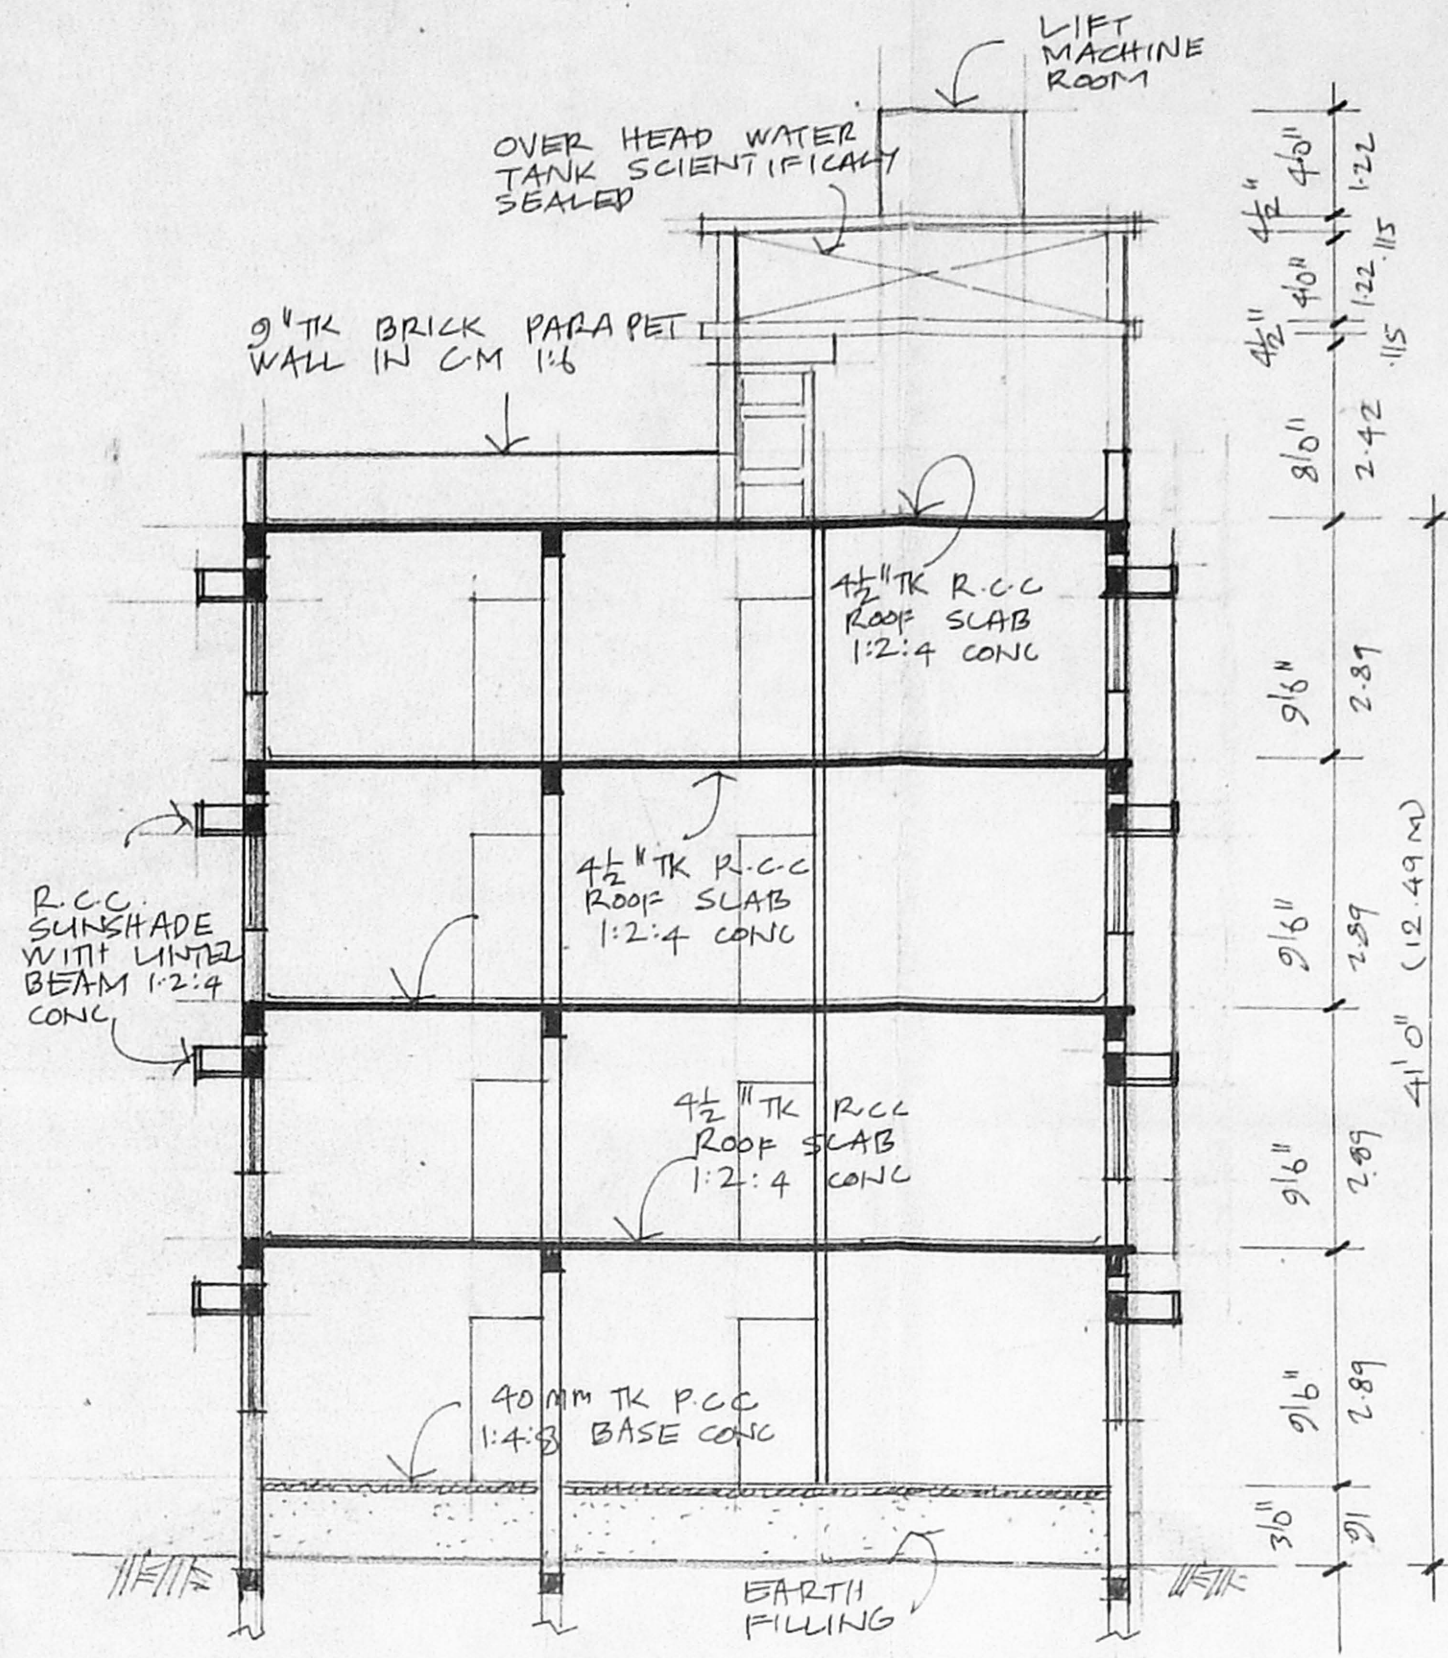 LIFT
MACHINE
ROOM
OVER HEAD WATER
TANK SCIENTIFICALY
SEALED
9" TK BRICK PARAPET
WALL IN C.M 1:6
4½" TK R.C.C
ROOF SLAB
1:2:4 CONC
4½" TK R.C.C
ROOF SLAB
1:2:4 CONC
R.C.C.
SUNSHADE
WITH LINTEL
BEAM 1:2:4
CONC
4½" TK R.C.C
ROOF SLAB
1:2:4 CONC
40MM TK P.C.C
1:4:8 BASE CONC
EARTH
FILLING
4'0" 1.22
4½" .115
4'0" 1.22
4½" .115
8'0" 2.42
9'6" 2.89
9'6" 2.89
9'6" 2.89
9'6" 2.89
3'0" .91
41'0" (12.49 M)